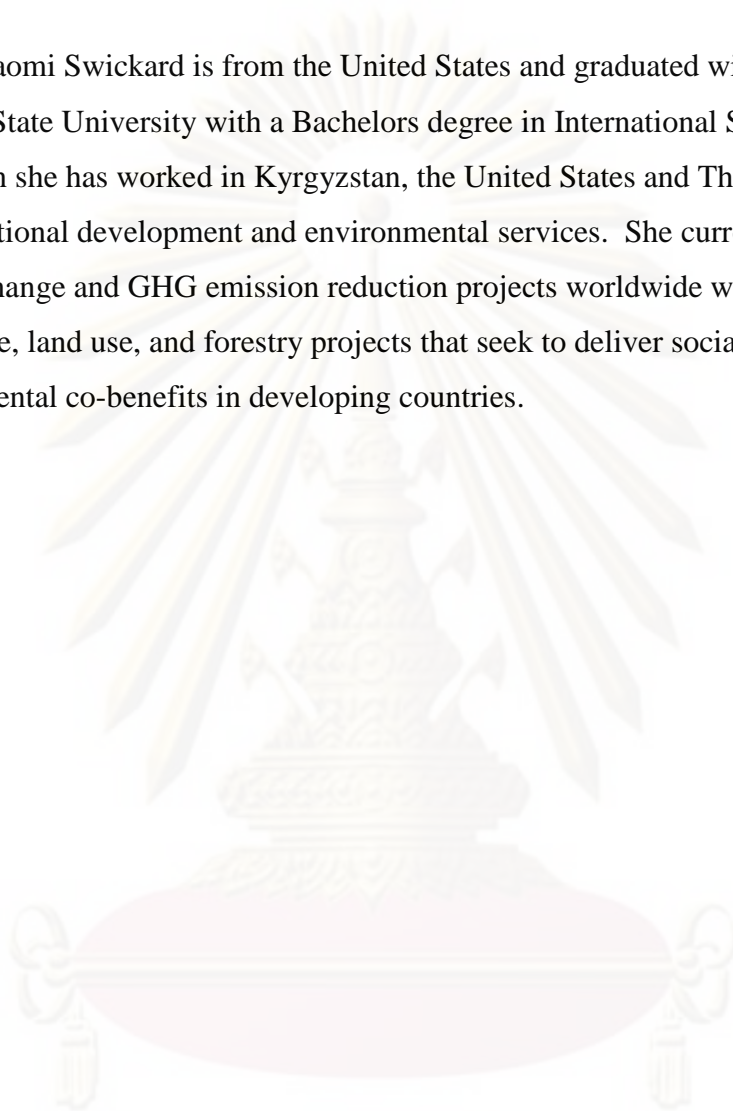 aomi Swickard is from the United States and graduated wi
State University with a Bachelors degree in International S
n she has worked in Kyrgyzstan, the United States and Th
tional development and environmental services.  She curr
hange and GHG emission reduction projects worldwide w
e, land use, and forestry projects that seek to deliver socia
ental co-benefits in developing countries.